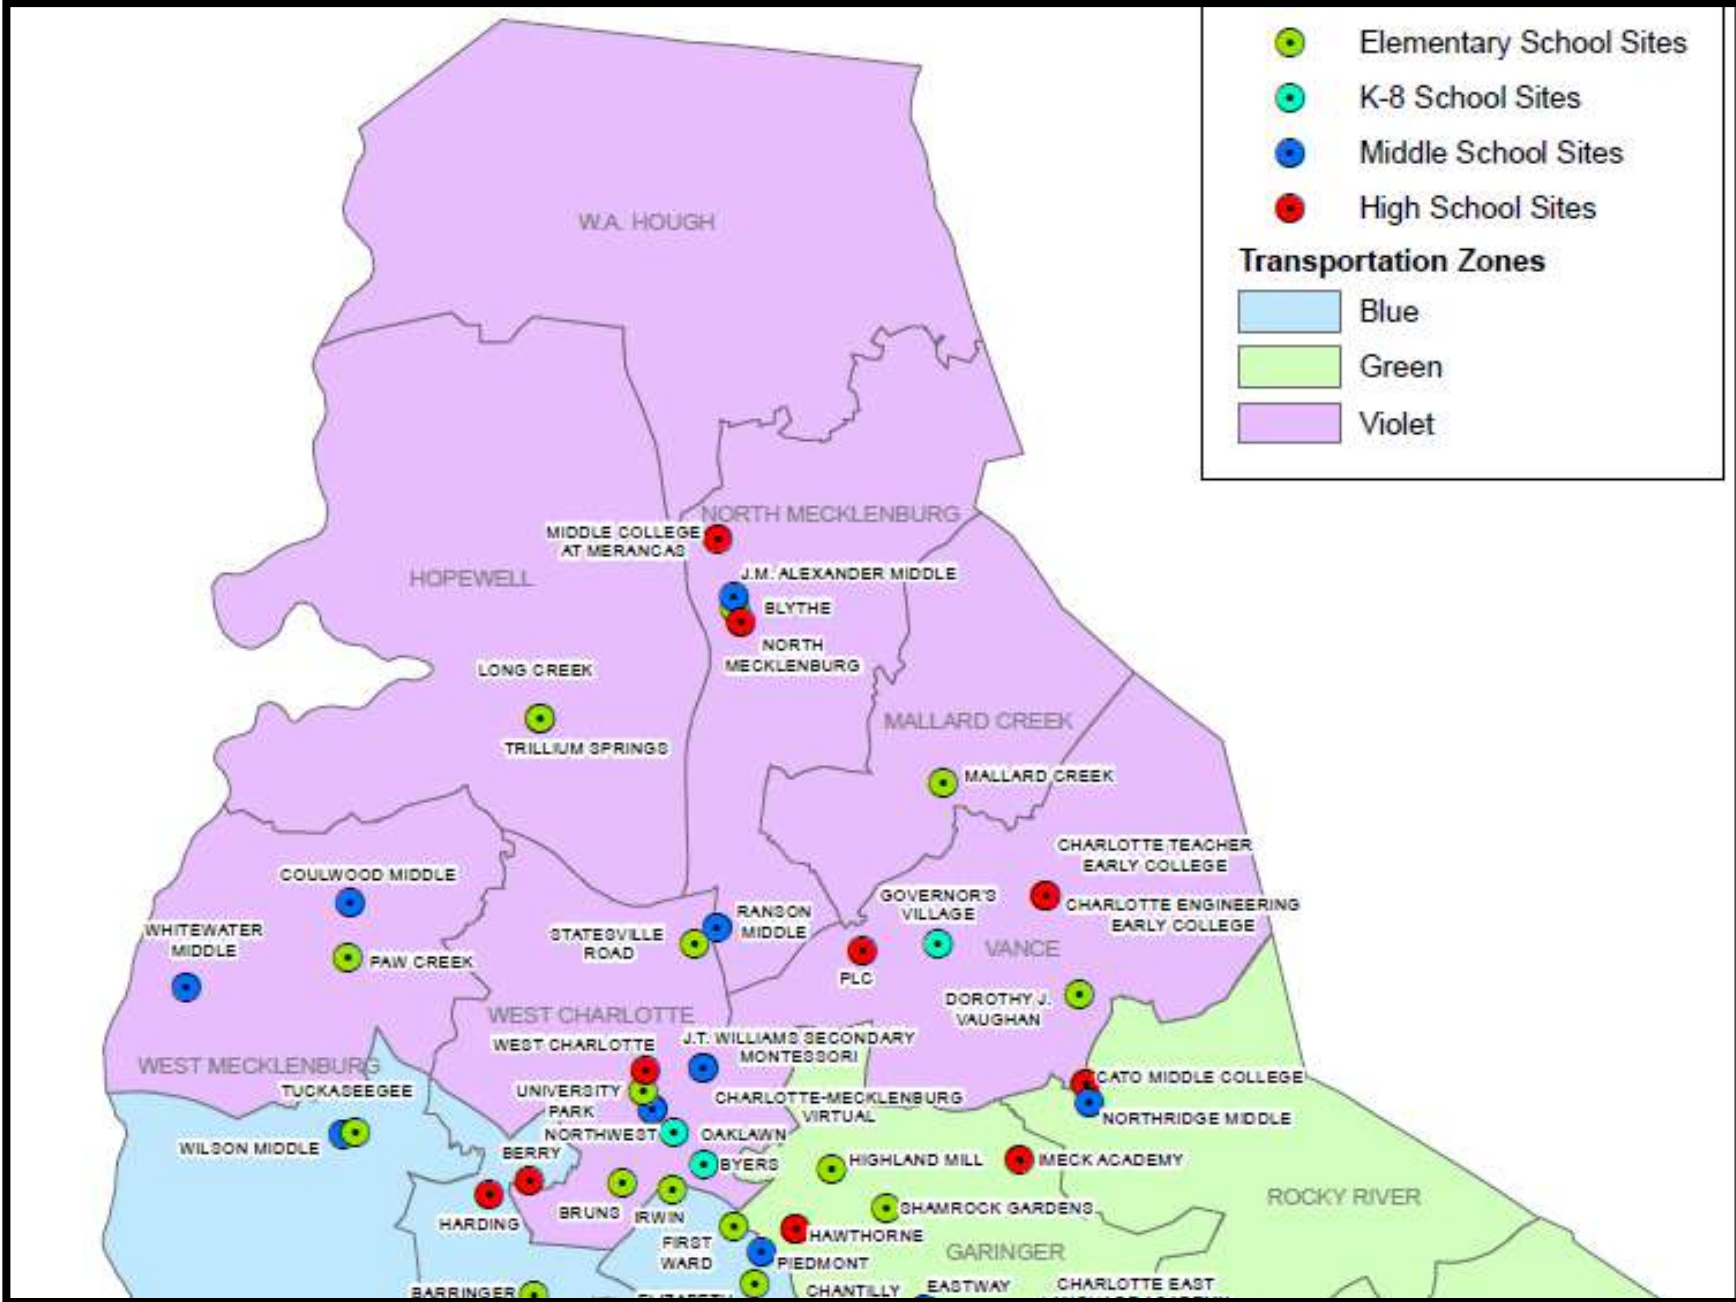 Elementary School Sites
K-8 School Sites
Middle School Sites
High School Sites
Transportation Zones
Blue
Green
Violet
W.A. HOUGH
NORTH MECKLENBURG
MIDDLE COLLEGE
AT MERANCAS
J.M. ALEXANDER MIDDLE
HOPEWELL
BLYTHE
NORTH
MECKLENBURG
LONG CREEK
TRILLIUM SPRINGS
MALLARD CREEK
MALLARD CREEK
CHARLOTTE TEACHER
EARLY COLLEGE
CHARLOTTE ENGINEERING
EARLY COLLEGE
GOVERNOR'S
VILLAGE
COULWOOD MIDDLE
WHITEWATER
MIDDLE
PAW CREEK
STATESVILLE
ROAD
RANSON
MIDDLE
VANCE
PLC
DOROTHY J.
VAUGHAN
WEST CHARLOTTE
WEST CHARLOTTE
J.T. WILLIAMS SECONDARY
MONTESSORI
WEST MECKLENBURG
TUCKASEEGEE
UNIVERSITY
PARK
CHARLOTTE-MECKLENBURG
VIRTUAL
CATO MIDDLE COLLEGE
NORTHRIDGE MIDDLE
WILSON MIDDLE
NORTHWEST
OAKLAWN
BERRY
BYERS
HIGHLAND MILL
IMECK ACADEMY
ROCKY RIVER
HARDING
BRUNS
IRWIN
SHAMROCK GARDENS
FIRST
WARD
HAWTHORNE
GARINGER
PIEDMONT
BARRINGER
ELIZABETH
CHANTILLY
EASTWAY
CHARLOTTE EAST
LANGUAGE ACADEMY